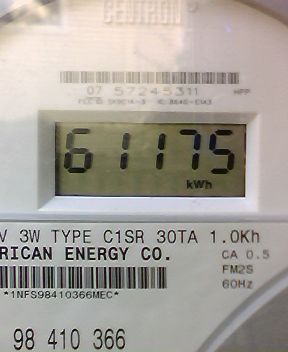 CENTRON
07 57245311
61175
kWh
V 3W TYPE C1SR 30TA 1.0Kh
RICAN ENERGY CO.
CA 0.5
FM2S
60Hz
*1NFS98410366MEC*
98 410 366